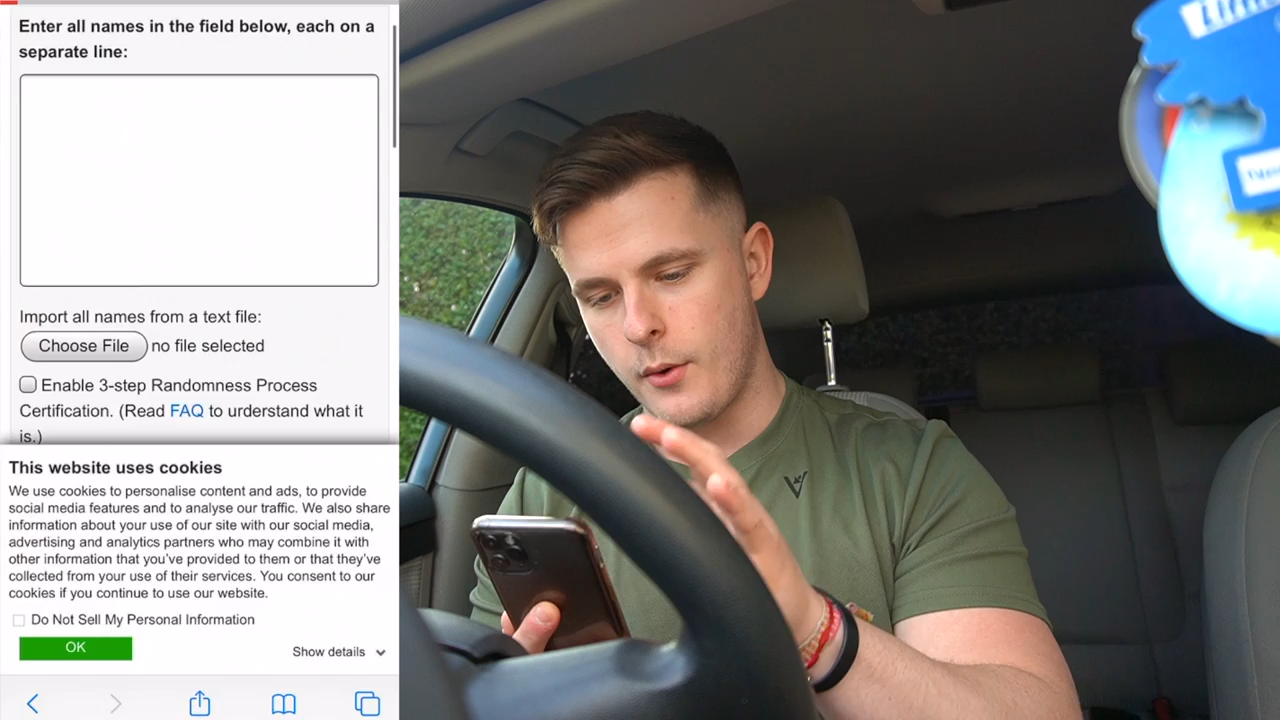 Enter all names in the field below, each on a
separate line:
Import all names from a text file:
Choose File no file selected
Enable 3-step Randomness Process
Certification. (Read FAQ to understand what it
is.)
This website uses cookies
We use cookies to personalise content and ads, to provide
social media features and to analyse our traffic. We also share
information about your use of our site with our social media,
advertising and analytics partners who may combine it with
other information that you've provided to them or that they've
collected from your use of their services. You consent to our
cookies if you continue to use our website.
Do Not Sell My Personal Information
OK
Show details